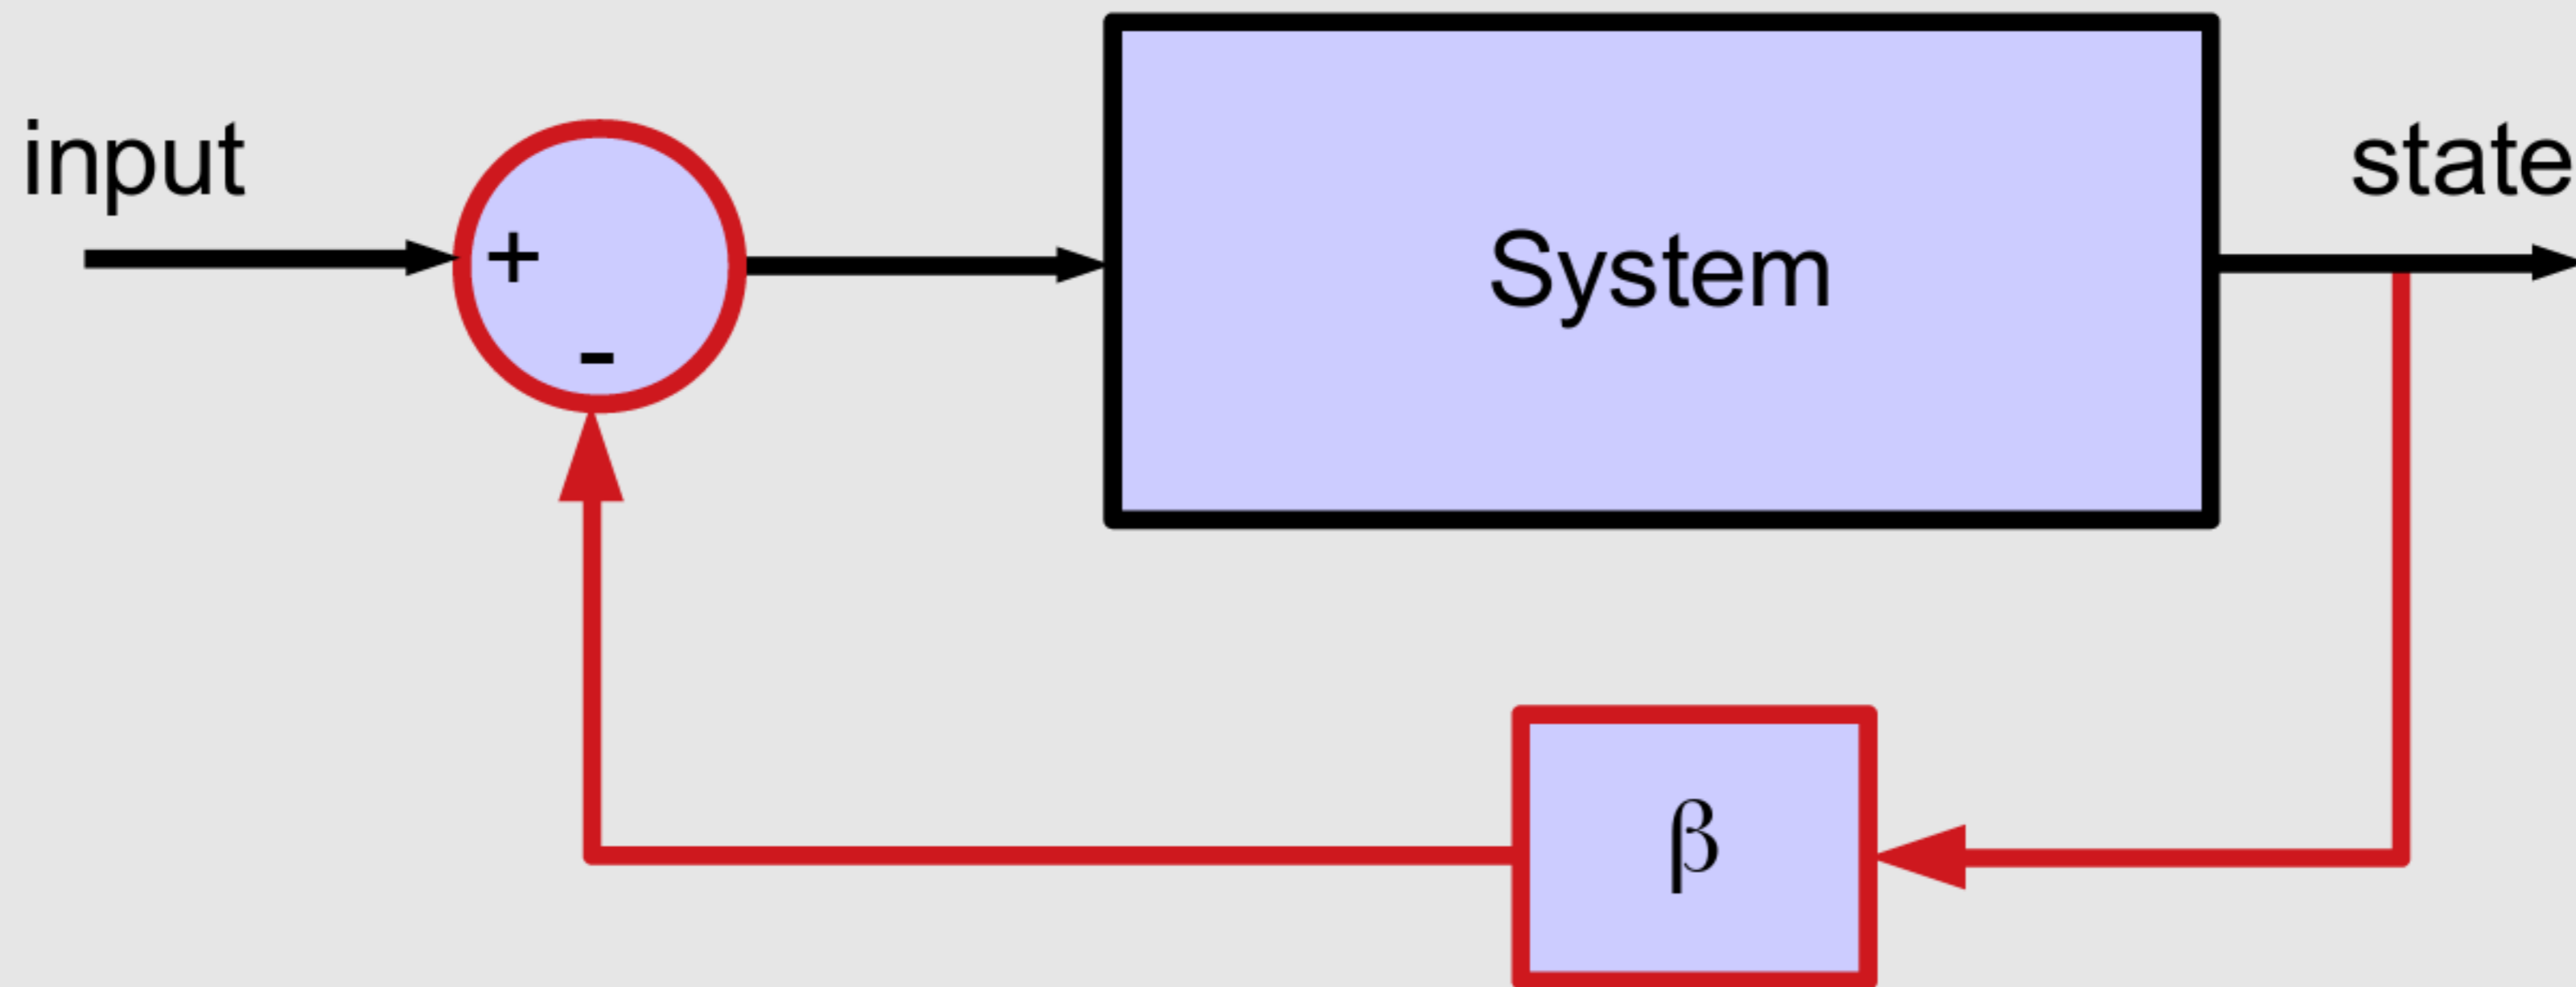 input
state
+
-
System
β